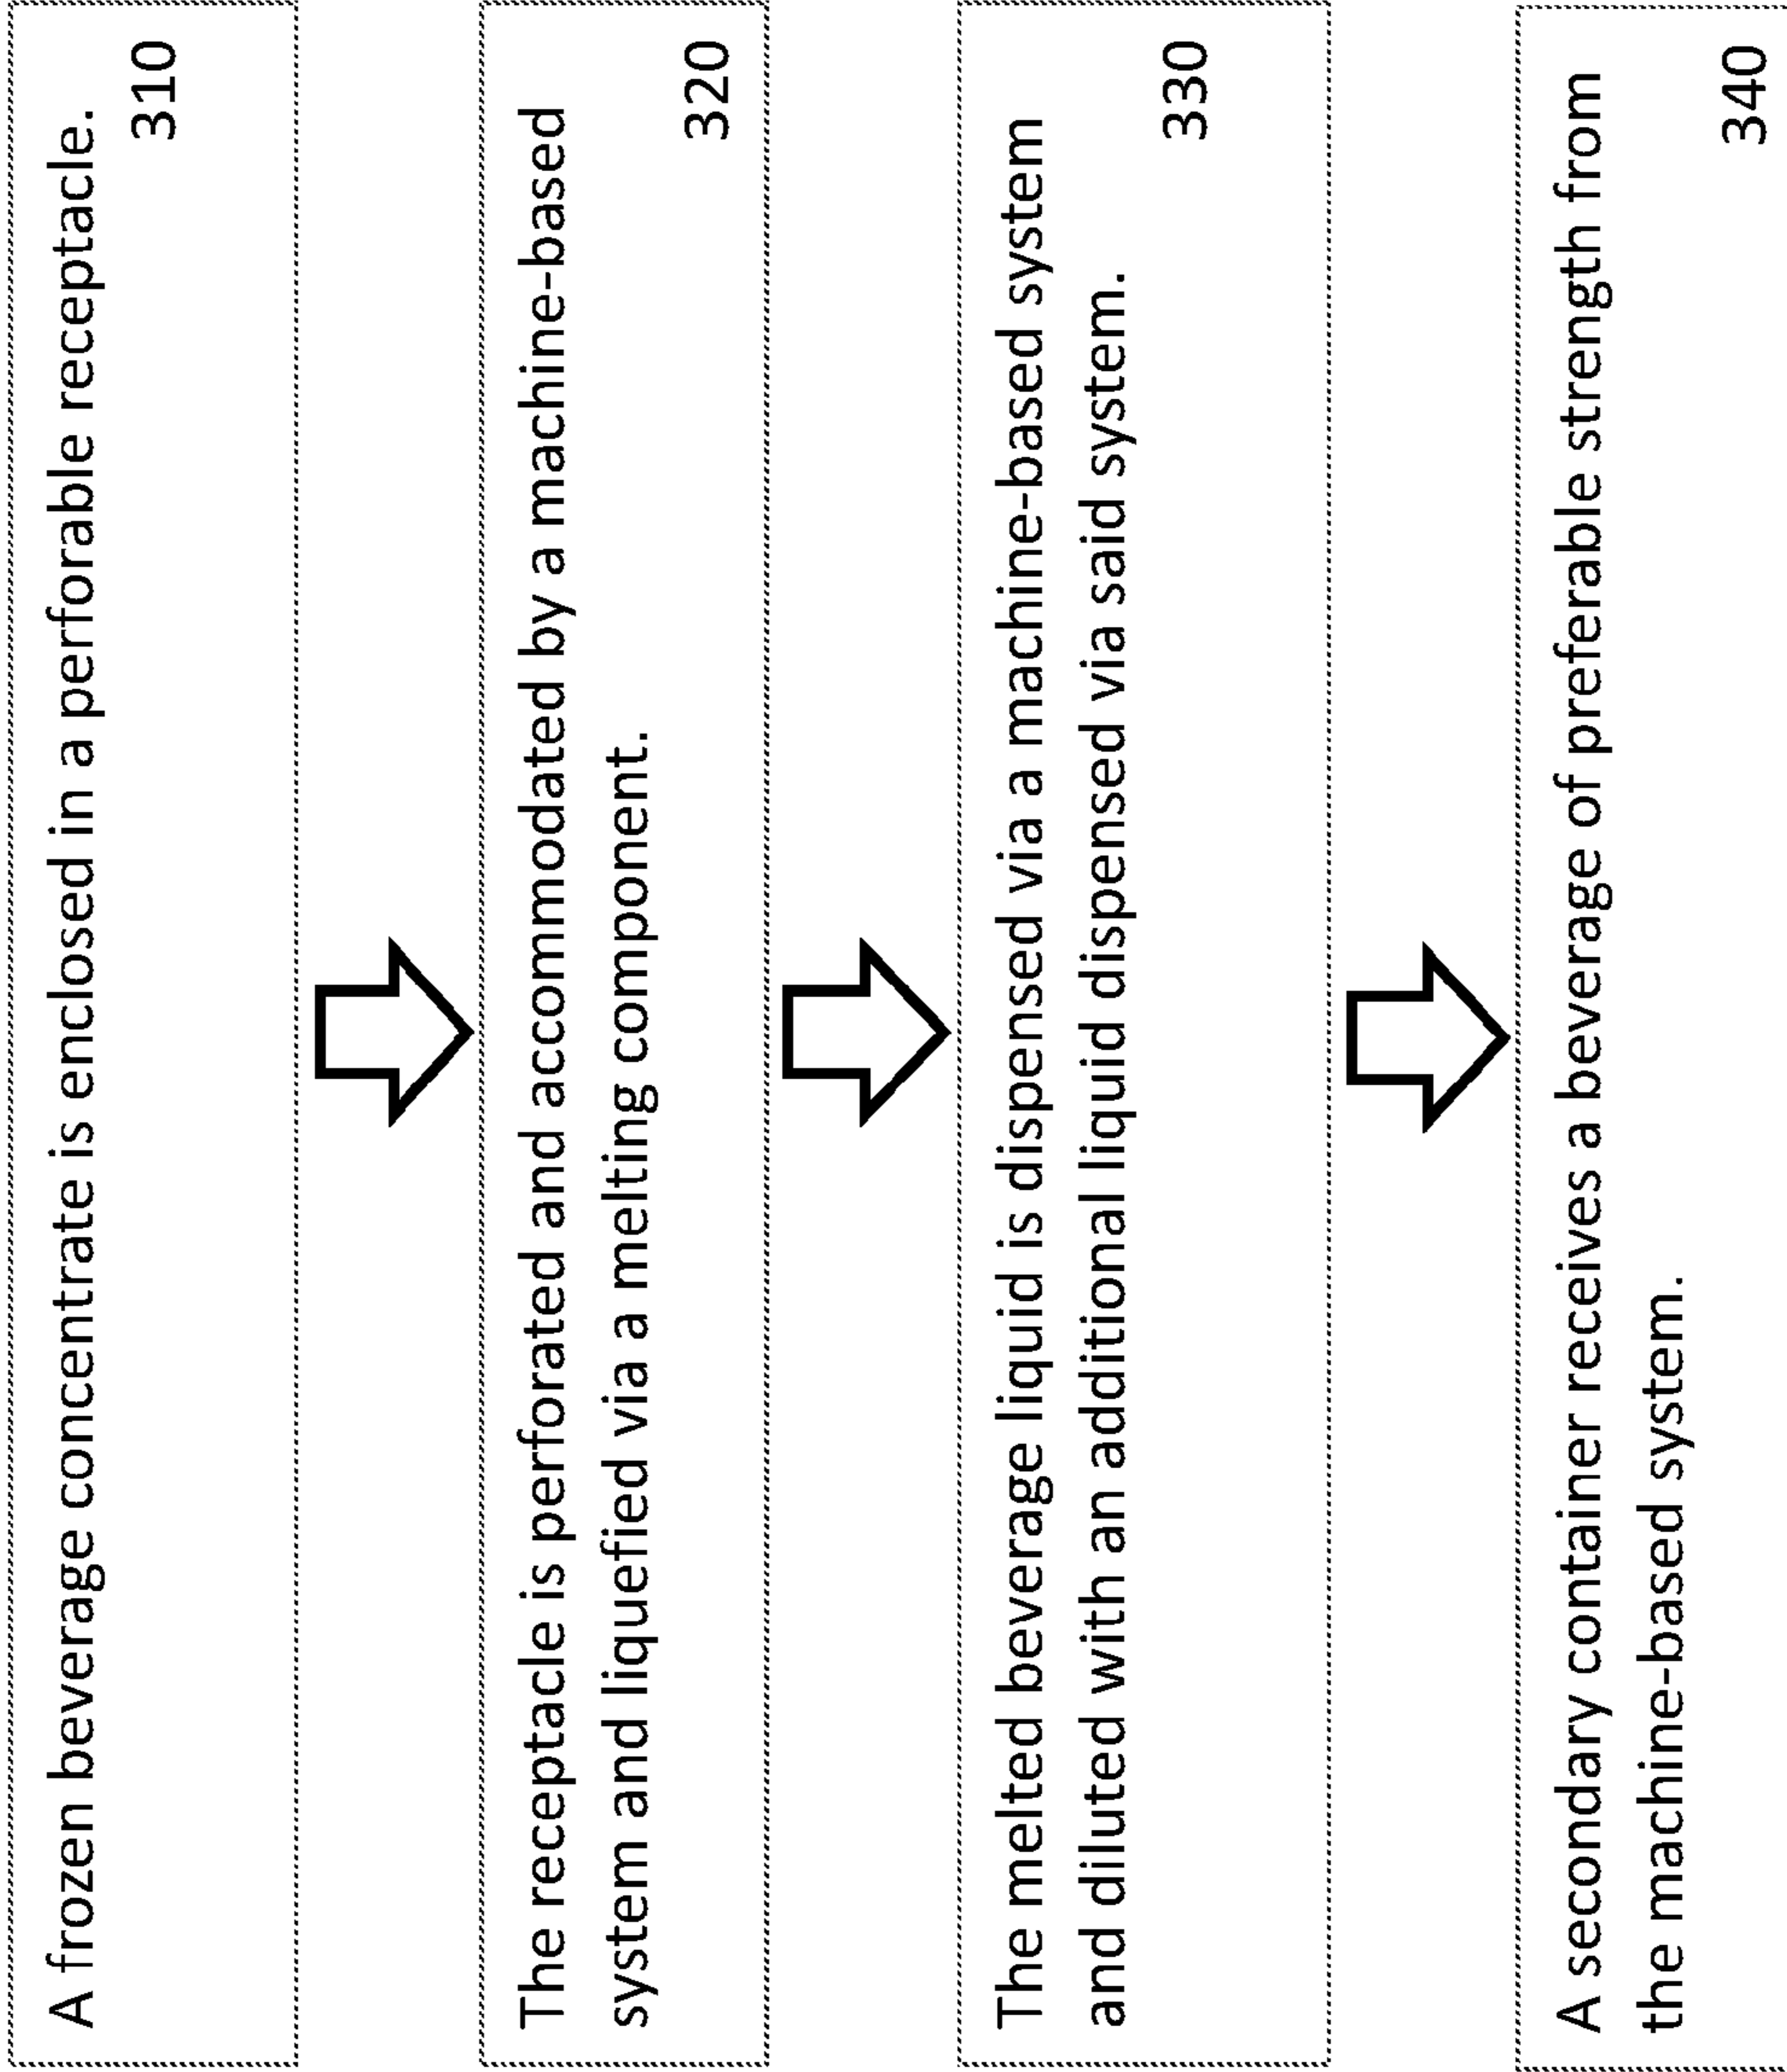 A frozen beverage concentrate is enclosed in a perforable receptacle.
310
The receptacle is perforated and accommodated by a machine-based
system and liquefied via a melting component.
320
The melted beverage liquid is dispensed via a machine-based system
and diluted with an additional liquid dispensed via said system.
330
A secondary container receives a beverage of preferable strength from
the machine-based system.
340